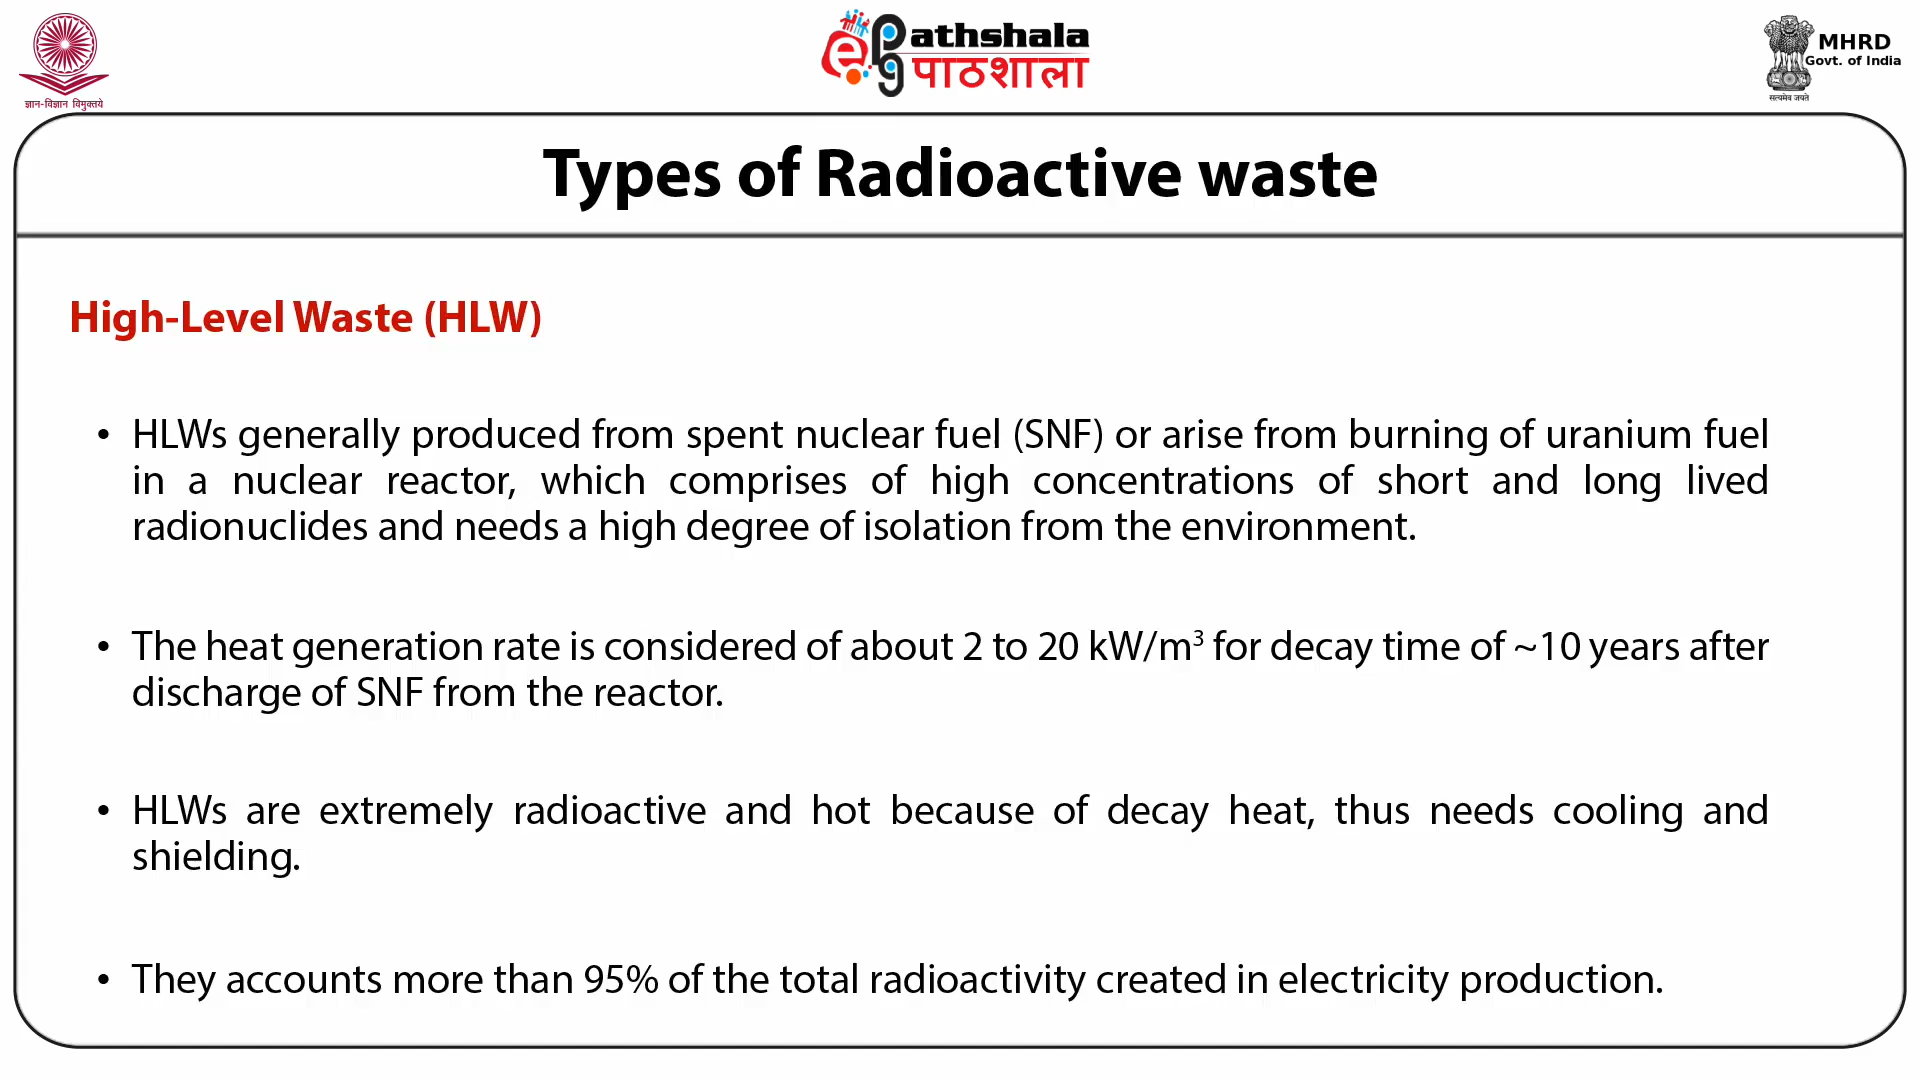 ज्ञान-विज्ञान विमुक्तये
ePathshala
पाठशाला
MHRD
Govt. of India
सत्यमेव जयते
Types of Radioactive waste
High-Level Waste (HLW)
• HLWs generally produced from spent nuclear fuel (SNF) or arise from burning of uranium fuel
in a nuclear reactor, which comprises of high concentrations of short and long lived
radionuclides and needs a high degree of isolation from the environment.
• The heat generation rate is considered of about 2 to 20 kW/m³ for decay time of ~10 years after
discharge of SNF from the reactor.
• HLWs are extremely radioactive and hot because of decay heat, thus needs cooling and
shielding.
• They accounts more than 95% of the total radioactivity created in electricity production.